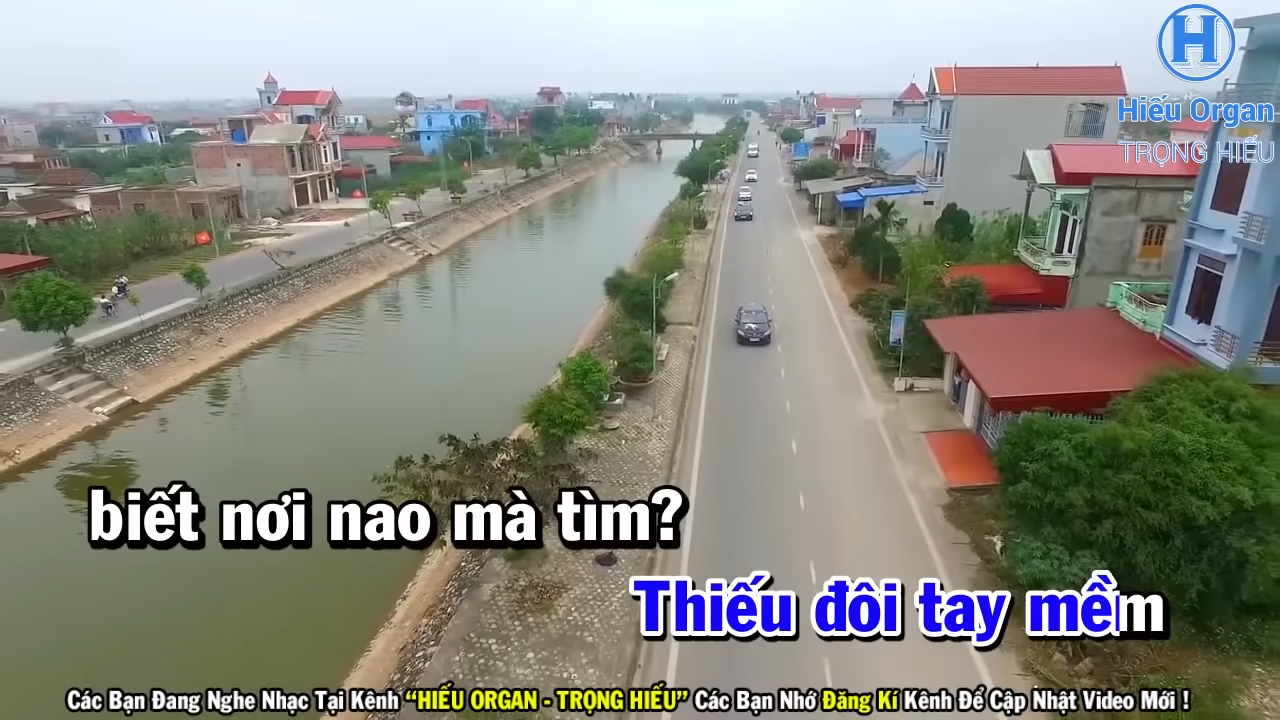 H
Hiếu Organ
TRỌNG HIẾU
biết nơi nao mà tìm?
Thiếu đôi tay mềm
Các Bạn Đang Nghe Nhạc Tại Kênh “HIẾU ORGAN - TRỌNG HIẾU” Các Bạn Nhớ Đăng Kí Kênh Để Cập Nhật Video Mới !